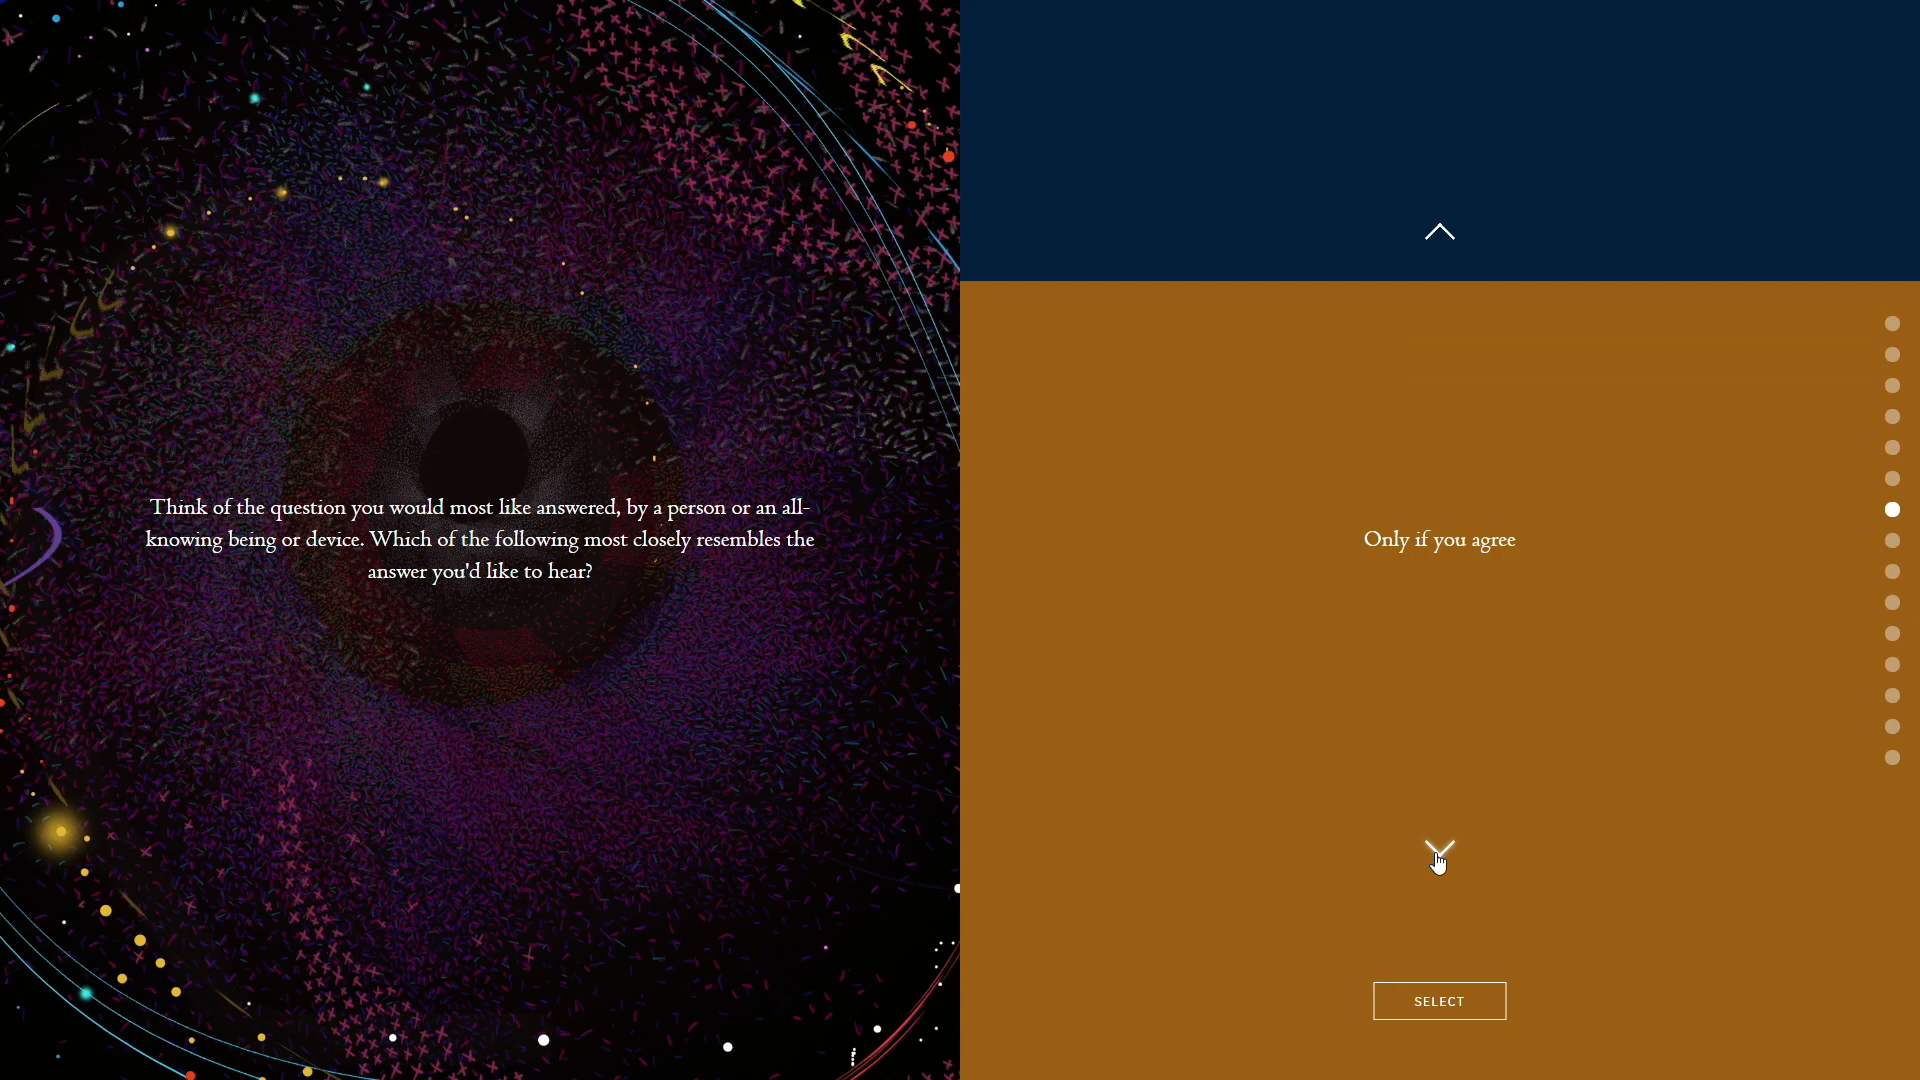 Think of the question you would most like answered, by a person or an all-
knowing being or device. Which of the following most closely resembles the
answer you'd like to hear?
Only if you agree
SELECT